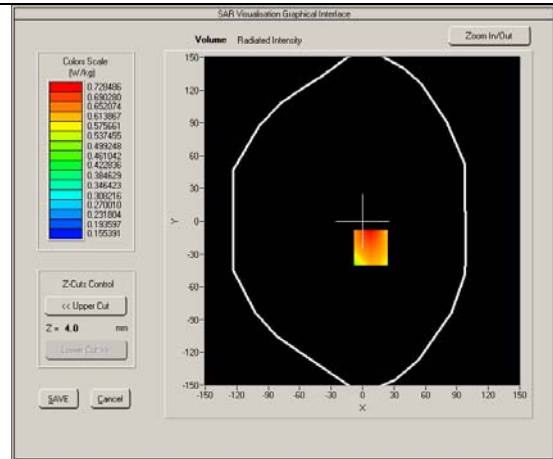 SAR Visualisation Graphical Interface
Volume Radiated Intensity
Zoom In/Out
Colors Scale
(W/kg)
0.728486
0.690280
0.652074
0.613867
0.575661
0.537455
0.499248
0.461042
0.422836
0.384629
0.346423
0.308216
0.270010
0.231804
0.193597
0.155391
Z-Cuts Control
<< Upper Cut
Z = 4.0 mm
Lower Cut >>
SAVE Cancel
150
120
90
60
30
0
-30
-60
-90
-120
-150
Y
-150 -120 -90 -60 -30 0 30 60 90 120 150
X